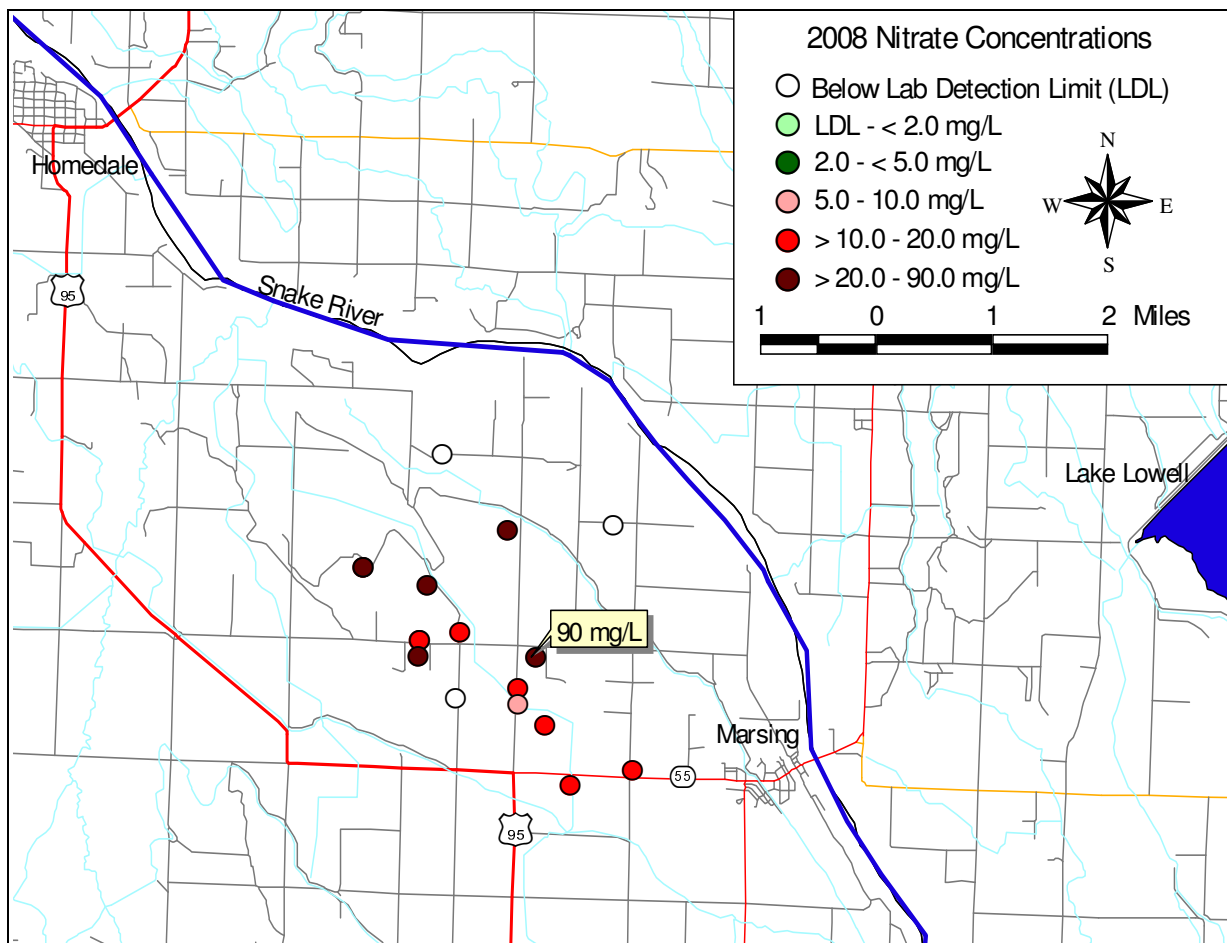 2008 Nitrate Concentrations
Below Lab Detection Limit (LDL)
LDL - < 2.0 mg/L
2.0 - < 5.0 mg/L
5.0 - 10.0 mg/L
> 10.0 - 20.0 mg/L
> 20.0 - 90.0 mg/L
N
W
E
S
1 0 1 2 Miles
Homedale
95
Snake River
Lake Lowell
90 mg/L
Marsing
55
95